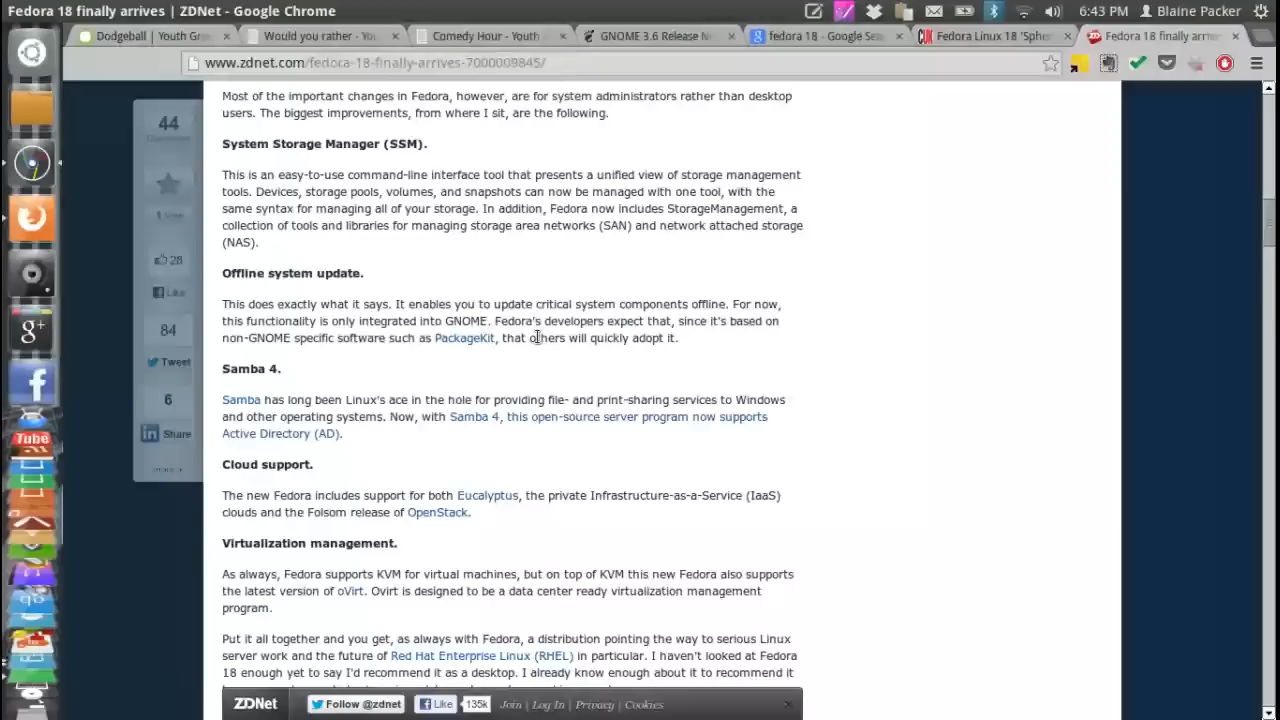 Fedora 18 finally arrives | ZDNet - Google Chrome
6:43 PM
Blaine Packer
Dodgeball | Youth Gr
Would you rather - You
Comedy Hour - Youth
GNOME 3.6 Release N
fedora 18 - Google Sea
Fedora Linux 18 'Sphe
Fedora 18 finally arrives
www.zdnet.com/fedora-18-finally-arrives-7000009845/
44
Comments
1 Vote
28
Like
84
Tweet
6
Share
more +
g+
Tube
Most of the important changes in Fedora, however, are for system administrators rather than desktop
users. The biggest improvements, from where I sit, are the following.
System Storage Manager (SSM).
This is an easy-to-use command-line interface tool that presents a unified view of storage management
tools. Devices, storage pools, volumes, and snapshots can now be managed with one tool, with the
same syntax for managing all of your storage. In addition, Fedora now includes StorageManagement, a
collection of tools and libraries for managing storage area networks (SAN) and network attached storage
(NAS).
Offline system update.
This does exactly what it says. It enables you to update critical system components offline. For now,
this functionality is only integrated into GNOME. Fedora's developers expect that, since it's based on
non-GNOME specific software such as PackageKit, that others will quickly adopt it.
Samba 4.
Samba has long been Linux's ace in the hole for providing file- and print-sharing services to Windows
and other operating systems. Now, with Samba 4, this open-source server program now supports
Active Directory (AD).
Cloud support.
The new Fedora includes support for both Eucalyptus, the private Infrastructure-as-a-Service (IaaS)
clouds and the Folsom release of OpenStack.
Virtualization management.
As always, Fedora supports KVM for virtual machines, but on top of KVM this new Fedora also supports
the latest version of oVirt. Ovirt is designed to be a data center ready virtualization management
program.
Put it all together and you get, as always with Fedora, a distribution pointing the way to serious Linux
server work and the future of Red Hat Enterprise Linux (RHEL) in particular. I haven't looked at Fedora
18 enough yet to say I'd recommend it as a desktop. I already know enough about it to recommend it
ZDNet
Follow @zdnet
Like
135k
Join | Log In | Privacy | Cookies